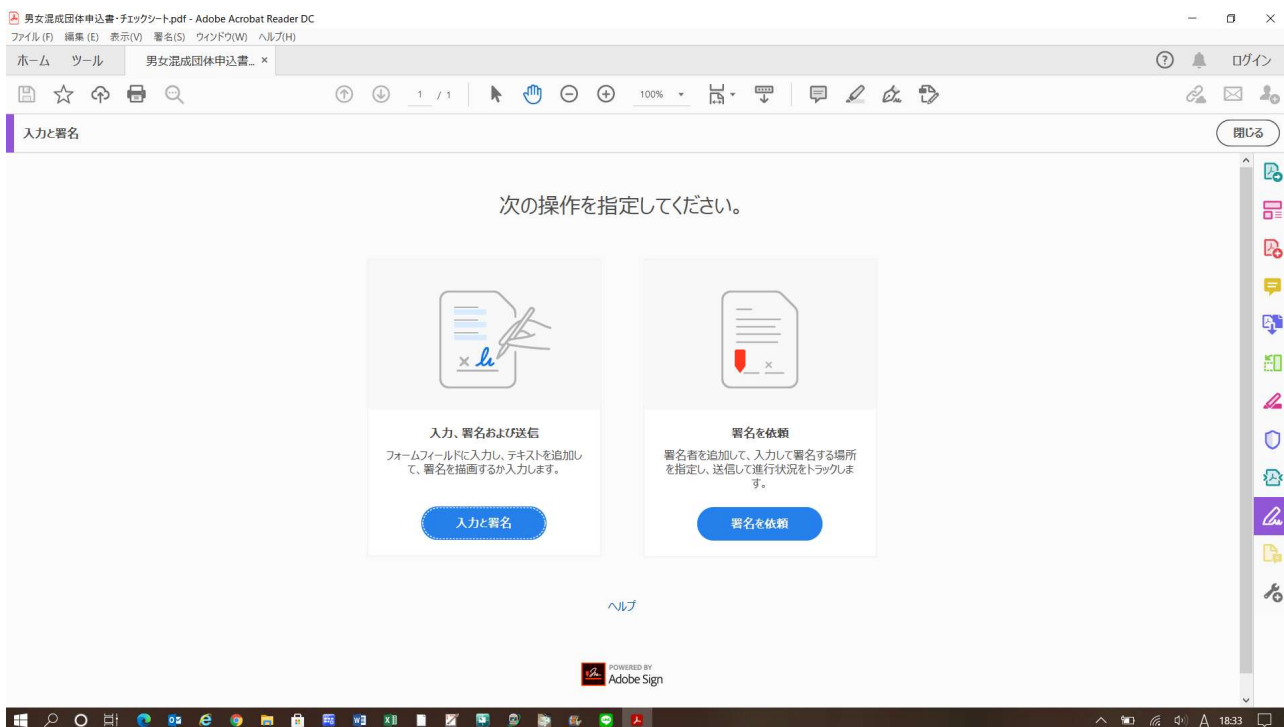 男女混成団体申込書・チェックシート.pdf - Adobe Acrobat Reader DC
ファイル(F) 編集(E) 表示(V) 署名(S) ウィンドウ(W) ヘルプ(H)
ホーム ツール 男女混成団体申込書... × ログイン
1 / 1 100%
入力と署名 閉じる
次の操作を指定してください。
入力、署名および送信
フォームフィールドに入力し、テキストを追加し
て、署名を描画するか入力します。
入力と署名
署名を依頼
署名者を追加して、入力して署名する場所
を指定し、送信して進行状況をトラックしま
す。
署名を依頼
ヘルプ
POWERED BY
Adobe Sign
A 18:33